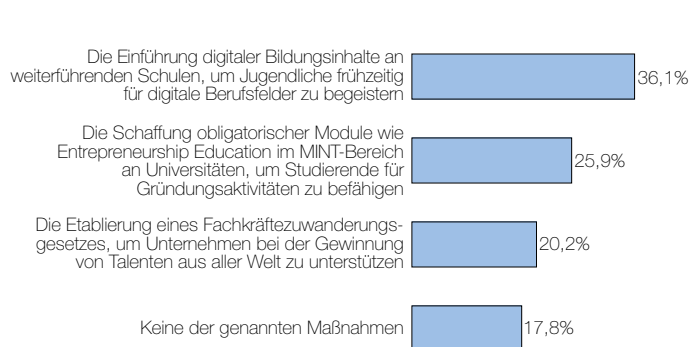 Die Einführung digitaler Bildungsinhalte an
weiterführenden Schulen, um Jugendliche frühzeitig
für digitale Berufsfelder zu begeistern
36,1%
Die Schaffung obligatorischer Module wie
Entrepreneurship Education im MINT-Bereich
an Universitäten, um Studierende für
Gründungsaktivitäten zu befähigen
25,9%
Die Etablierung eines Fachkräftezuwanderungs-
gesetzes, um Unternehmen bei der Gewinnung
von Talenten aus aller Welt zu unterstützen
20,2%
Keine der genannten Maßnahmen
17,8%